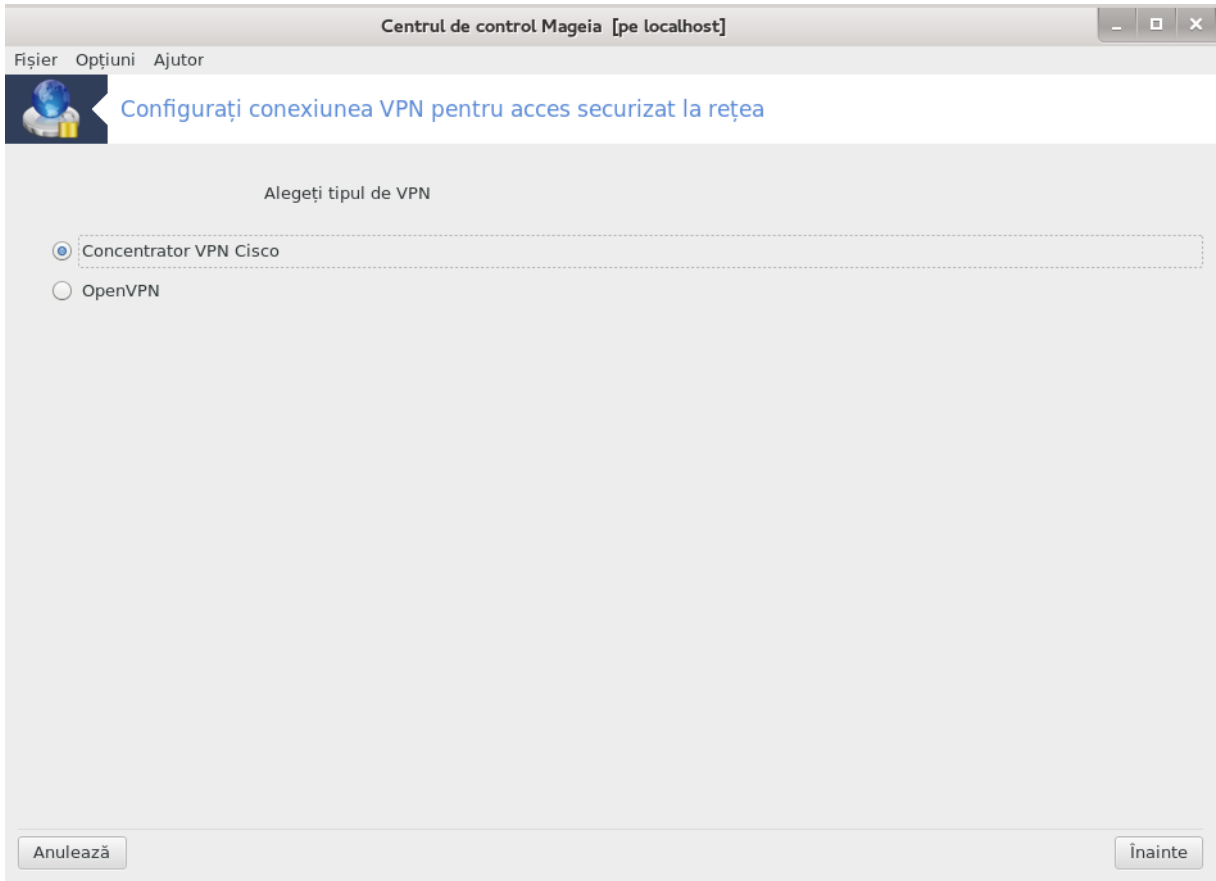 Centrul de control Mageia [pe localhost]
Fișier Opțiuni Ajutor
Configurați conexiunea VPN pentru acces securizat la rețea
Alegeți tipul de VPN
Concentrator VPN Cisco
OpenVPN
Anulează Înainte